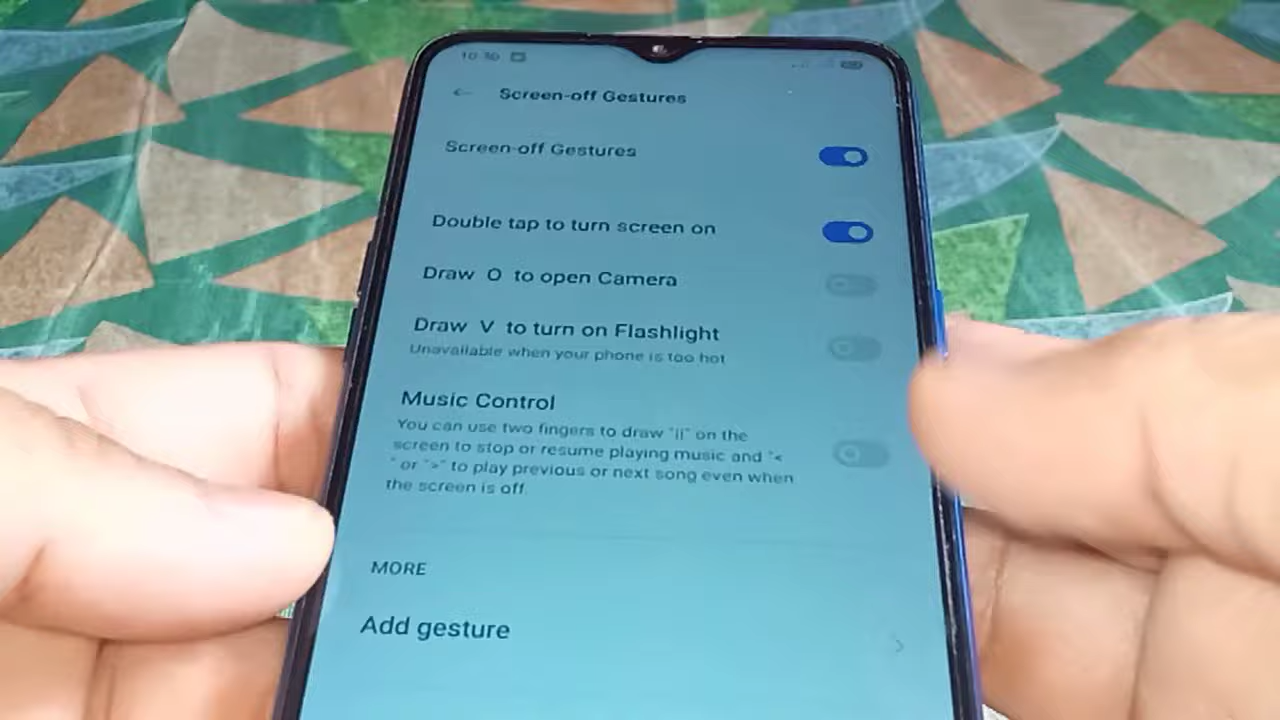 10:30
Screen-off Gestures
Screen-off Gestures
Double tap to turn screen on
Draw O to open Camera
Draw V to turn on Flashlight
Unavailable when your phone is too hot
Music Control
You can use two fingers to draw "||" on the
screen to stop or resume playing music and "<
" or ">" to play previous or next song even when
the screen is off.
MORE
Add gesture